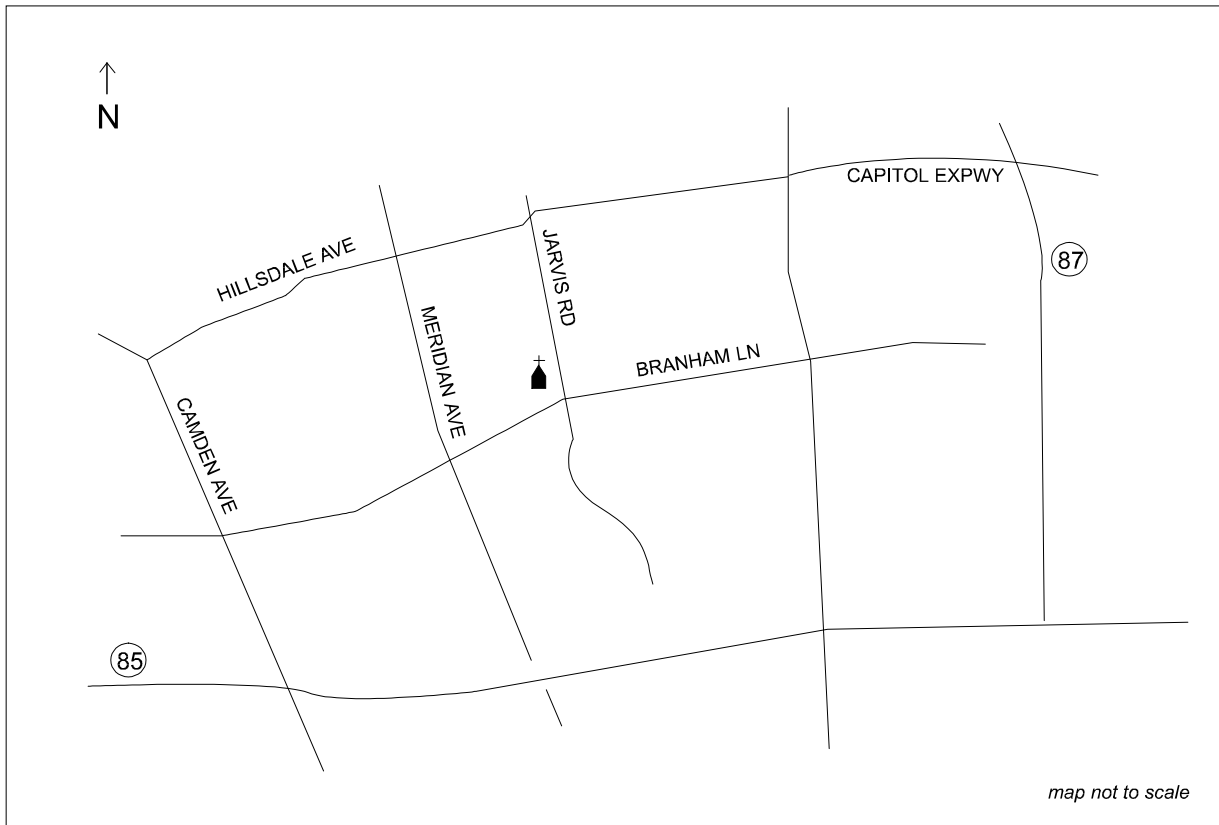 N
CAPITOL EXPWY
HILLSDALE AVE
JARVIS RD
87
MERIDIAN AVE
BRANHAM LN
CAMDEN AVE
85
map not to scale